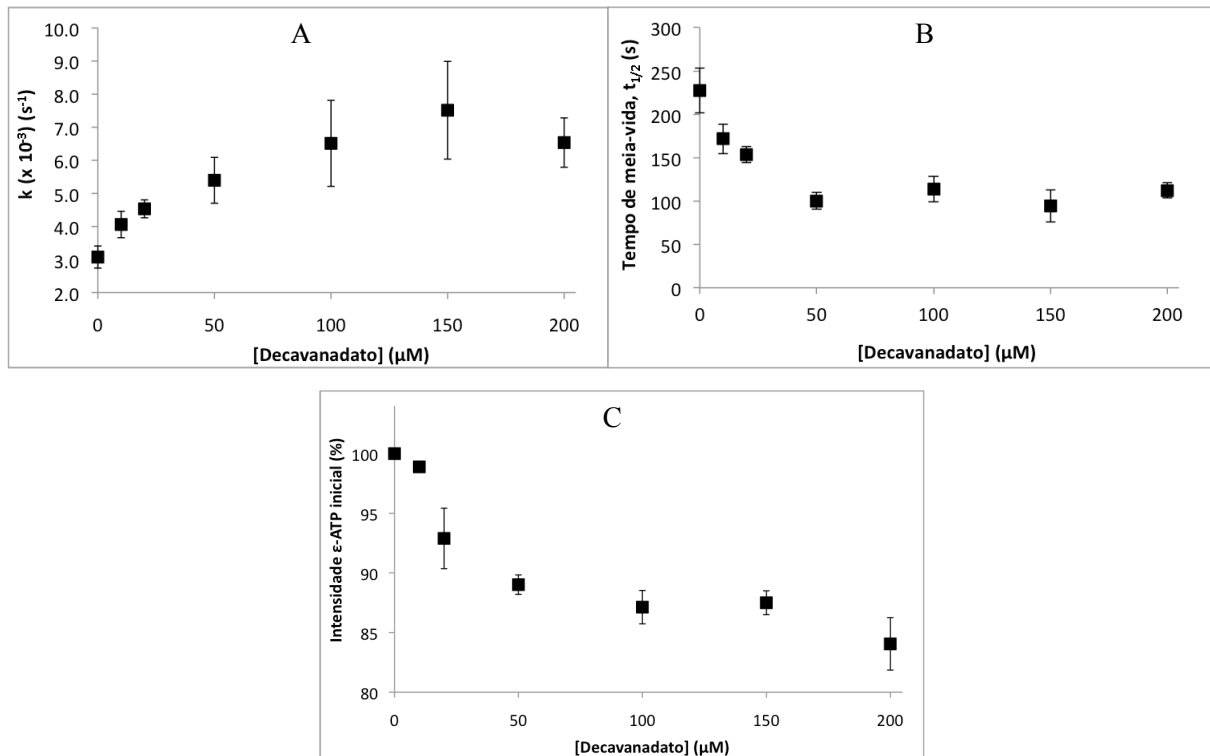 A
k (x 10⁻³) (s⁻¹)
10.0
9.0
8.0
7.0
6.0
5.0
4.0
3.0
2.0
0 50 100 150 200
[Decavanadato] (µM)
B
Tempo de meia-vida, t₁/₂ (s)
300
250
200
150
100
50
0
0 50 100 150 200
[Decavanadato] (µM)
C
Intensidade ε-ATP inicial (%)
100
95
90
85
80
0 50 100 150 200
[Decavanadato] (µM)